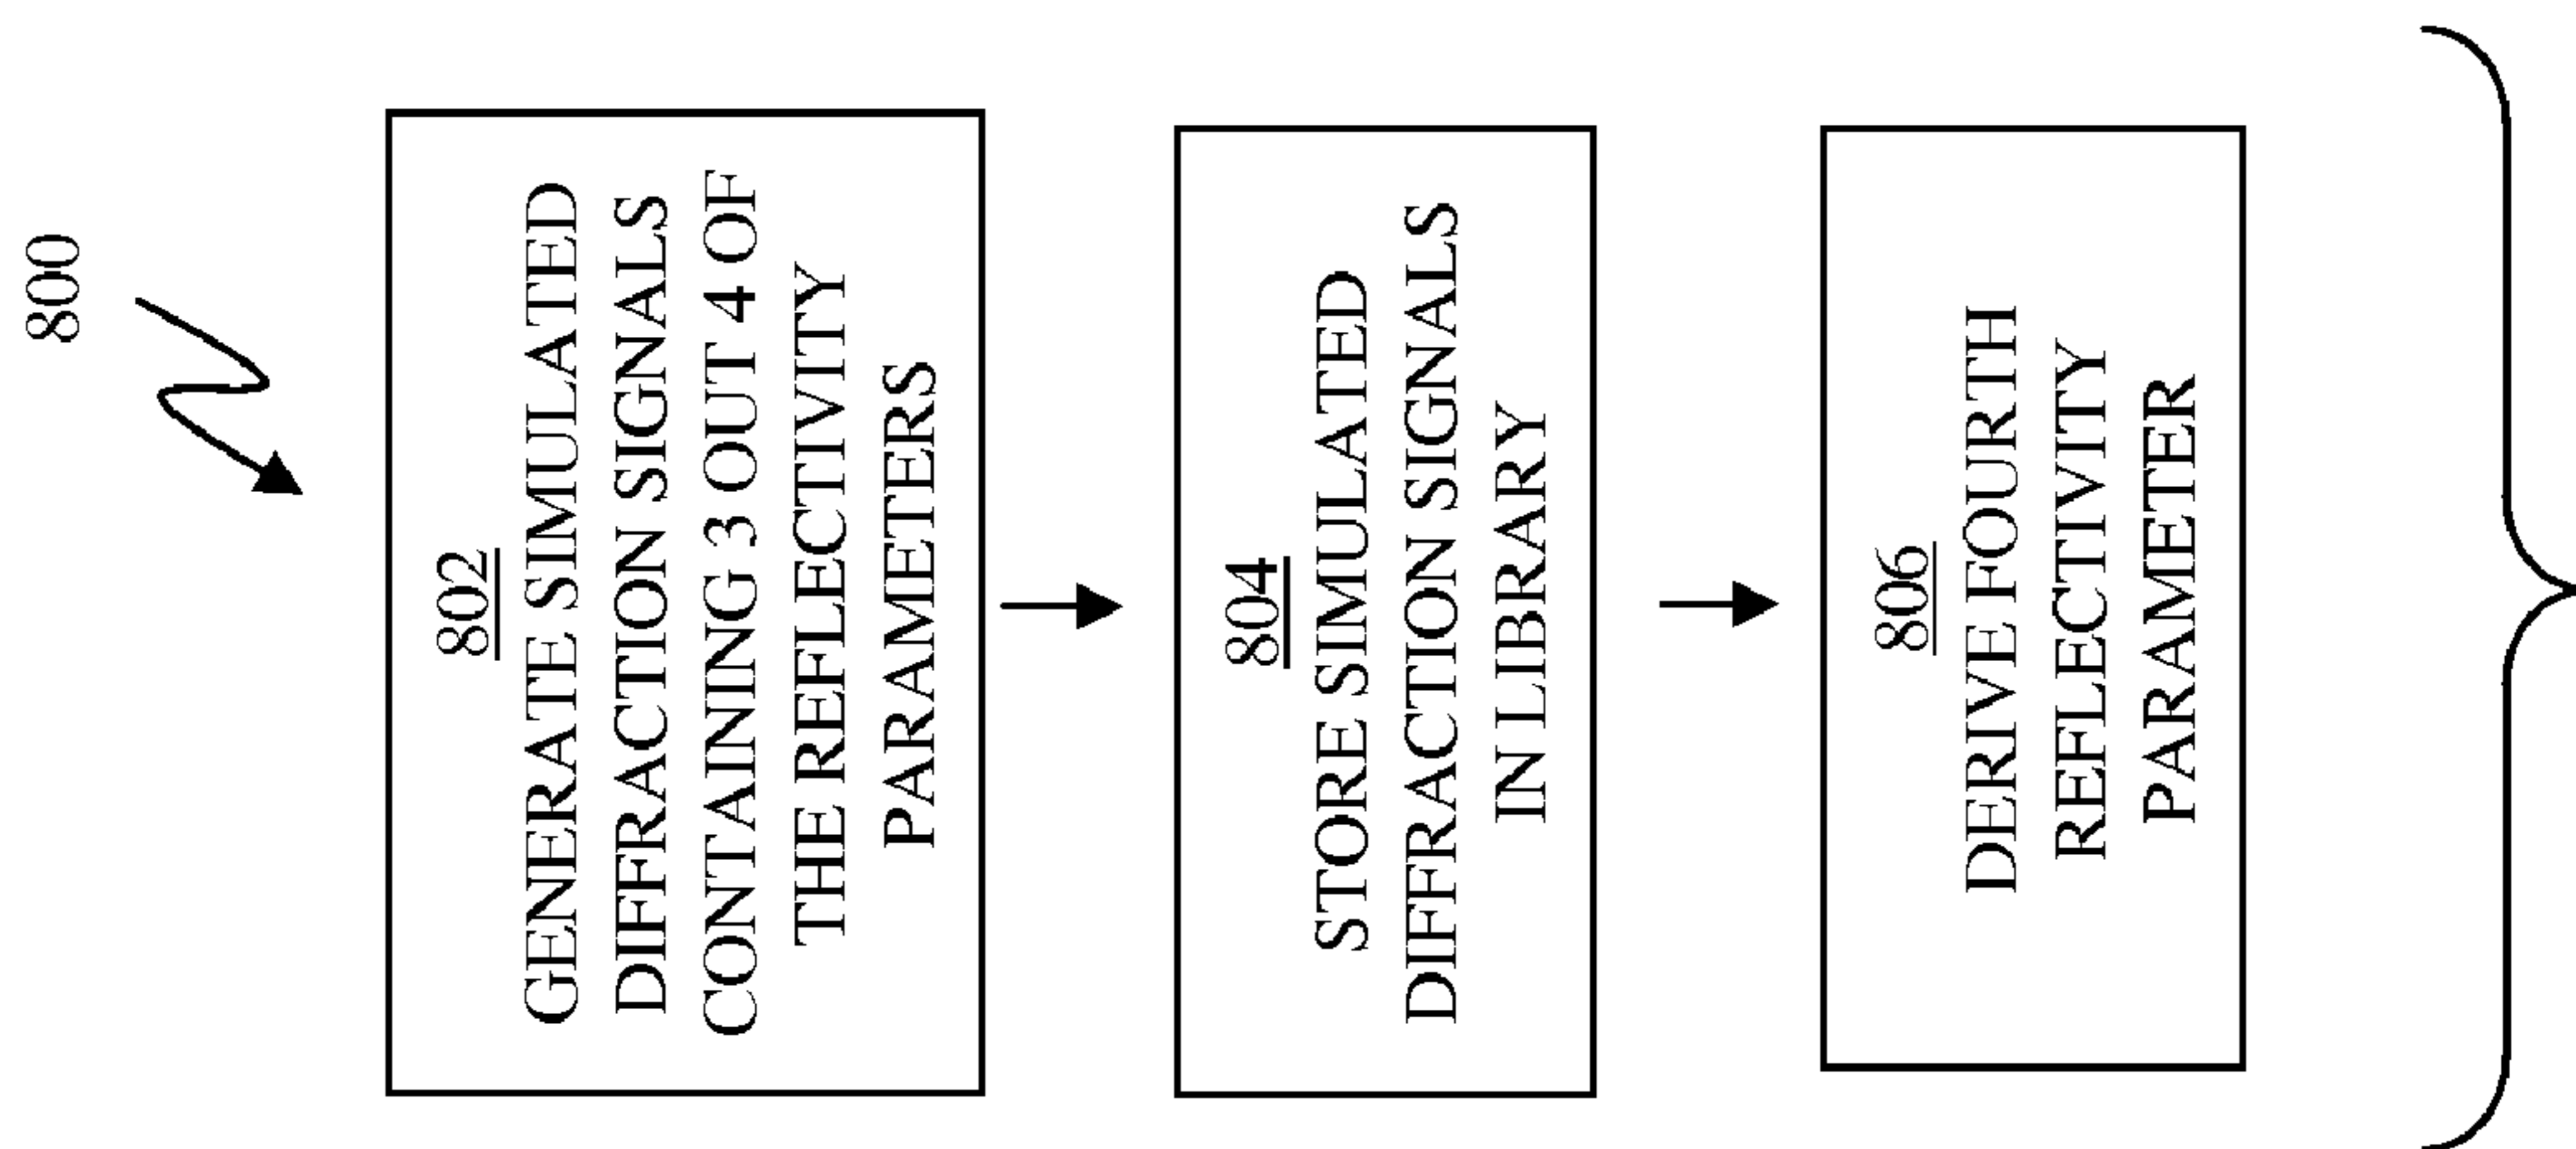 800
802
GENERATE SIMULATED
DIFFRACTION SIGNALS
CONTAINING 3 OUT 4 OF
THE REFLECTIVITY
PARAMETERS
804
STORE SIMULATED
DIFFRACTION SIGNALS
IN LIBRARY
806
DERIVE FOURTH
REFLECTIVITY
PARAMETER